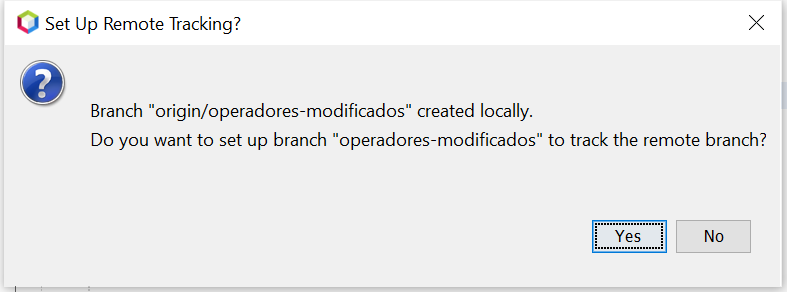 Set Up Remote Tracking?
Branch "origin/operadores-modificados" created locally.
Do you want to set up branch "operadores-modificados" to track the remote branch?
Yes No